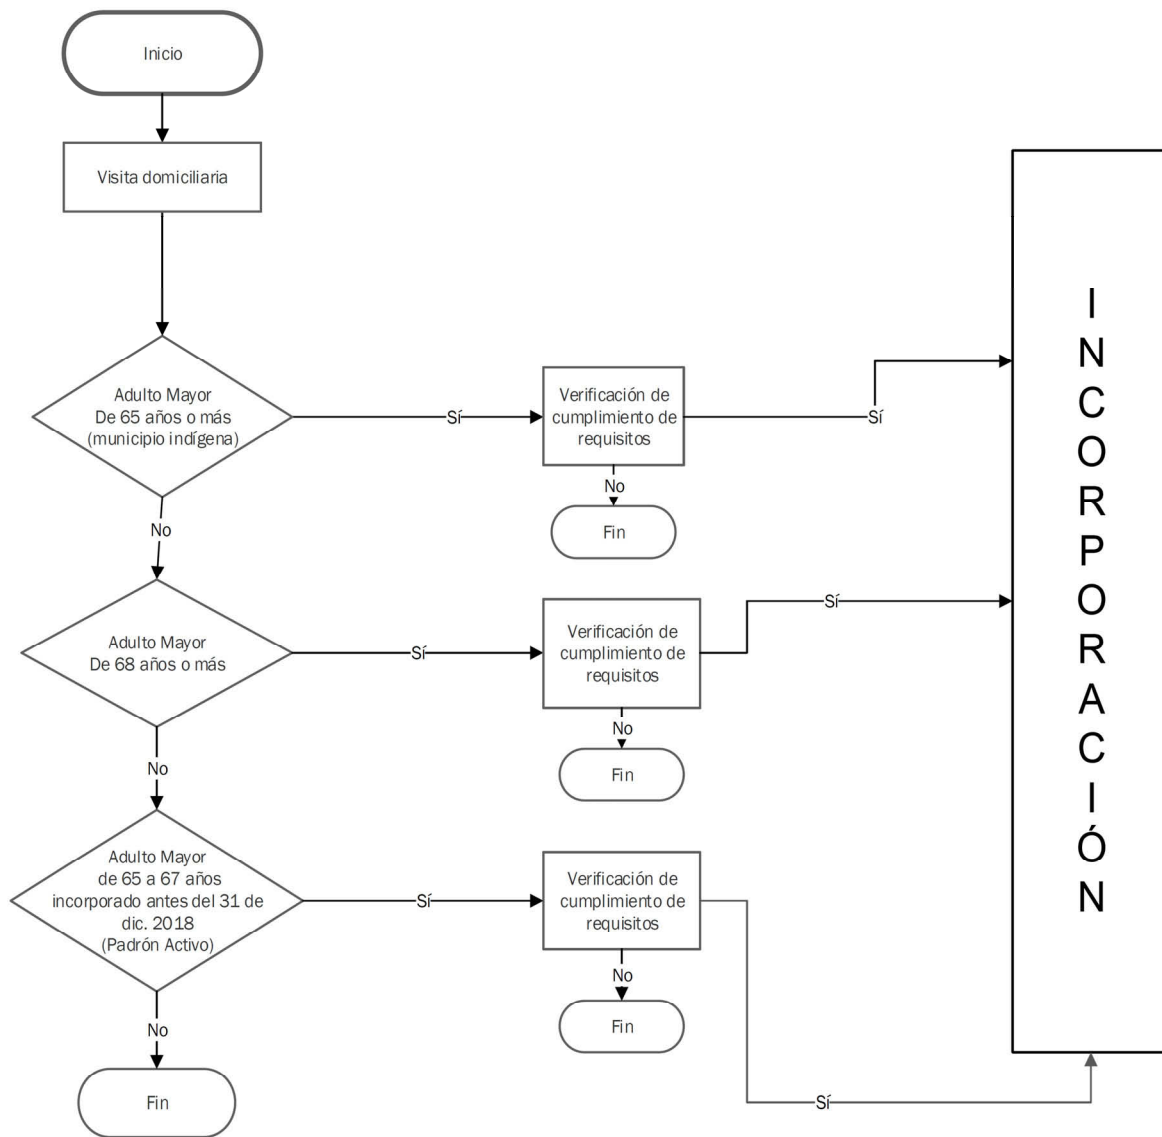 Inicio
Visita domiciliaria
Adulto Mayor
De 65 años o más
(municipio indígena)
Sí
Verificación de
cumplimiento de
requisitos
Sí
No
Fin
No
Adulto Mayor
De 68 años o más
Sí
Verificación de
cumplimiento de
requisitos
Sí
No
Fin
No
Adulto Mayor
de 65 a 67 años
incorporado antes del 31 de
dic. 2018
(Padrón Activo)
Sí
Verificación de
cumplimiento de
requisitos
No
Fin
Sí
No
Fin
INCORPORACIÓN